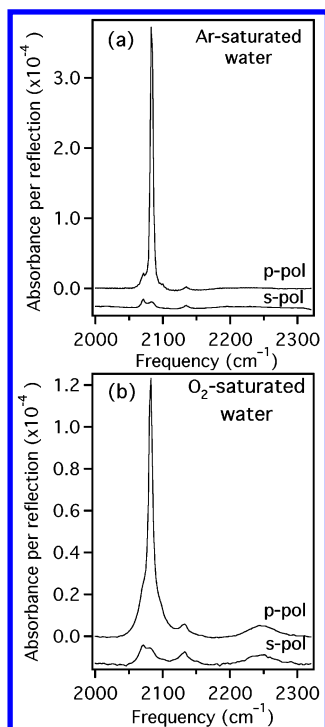 (a)
Ar-saturated
water
Absorbance per reflection (x10⁻⁴)
3.0
2.0
1.0
0.0
p-pol
s-pol
2000
2100
2200
2300
Frequency (cm⁻¹)
(b)
O₂-saturated
water
Absorbance per reflection (x10⁻⁴)
1.2
1.0
0.8
0.6
0.4
0.2
0.0
p-pol
s-pol
2000
2100
2200
2300
Frequency (cm⁻¹)